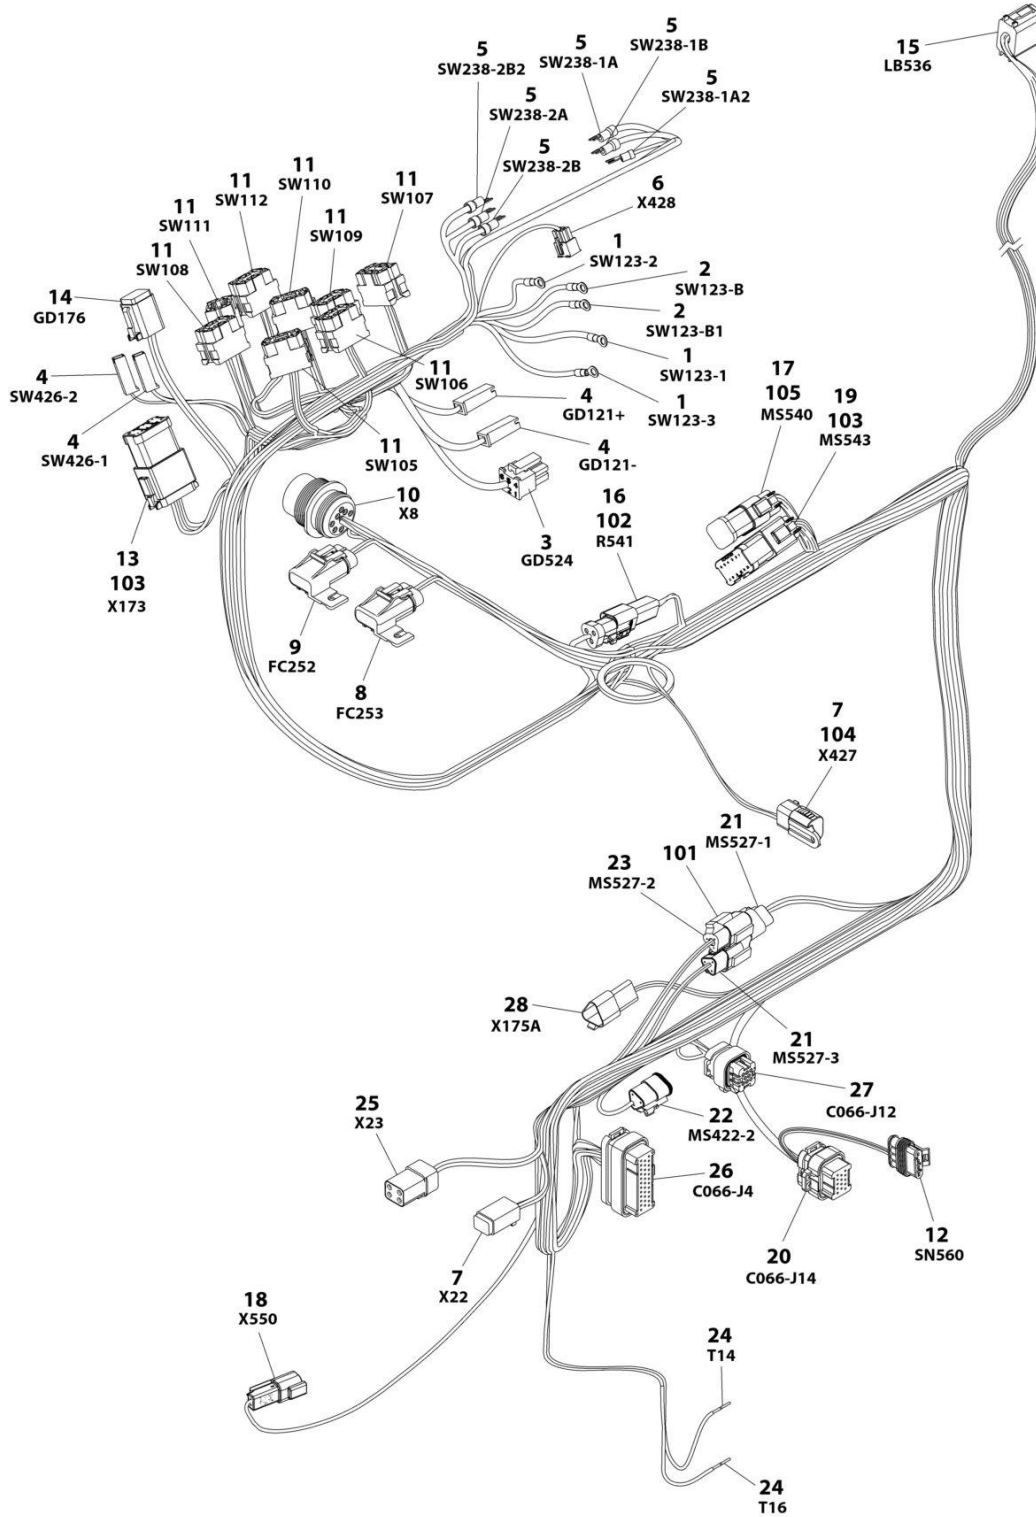 5
SW238-2B2
5
SW238-1A
5
SW238-1B
15
LB536
5
SW238-2A
5
SW238-1A2
5
SW238-2B
11
SW110
11
SW107
6
X428
11
SW112
11
SW111
11
SW109
11
SW108
1
SW123-2
2
SW123-B
14
GD176
2
SW123-B1
4
SW426-2
11
SW106
1
SW123-1
17
105
MS540
19
103
MS543
4
GD121+
1
SW123-3
4
SW426-1
11
SW105
4
GD121-
10
X8
3
GD524
16
102
R541
13
103
X173
9
FC252
8
FC253
7
104
X427
21
MS527-1
101
23
MS527-2
28
X175A
21
MS527-3
27
C066-J12
25
X23
22
MS422-2
26
C066-J4
12
SN560
20
C066-J14
7
X22
18
X550
24
T14
24
T16